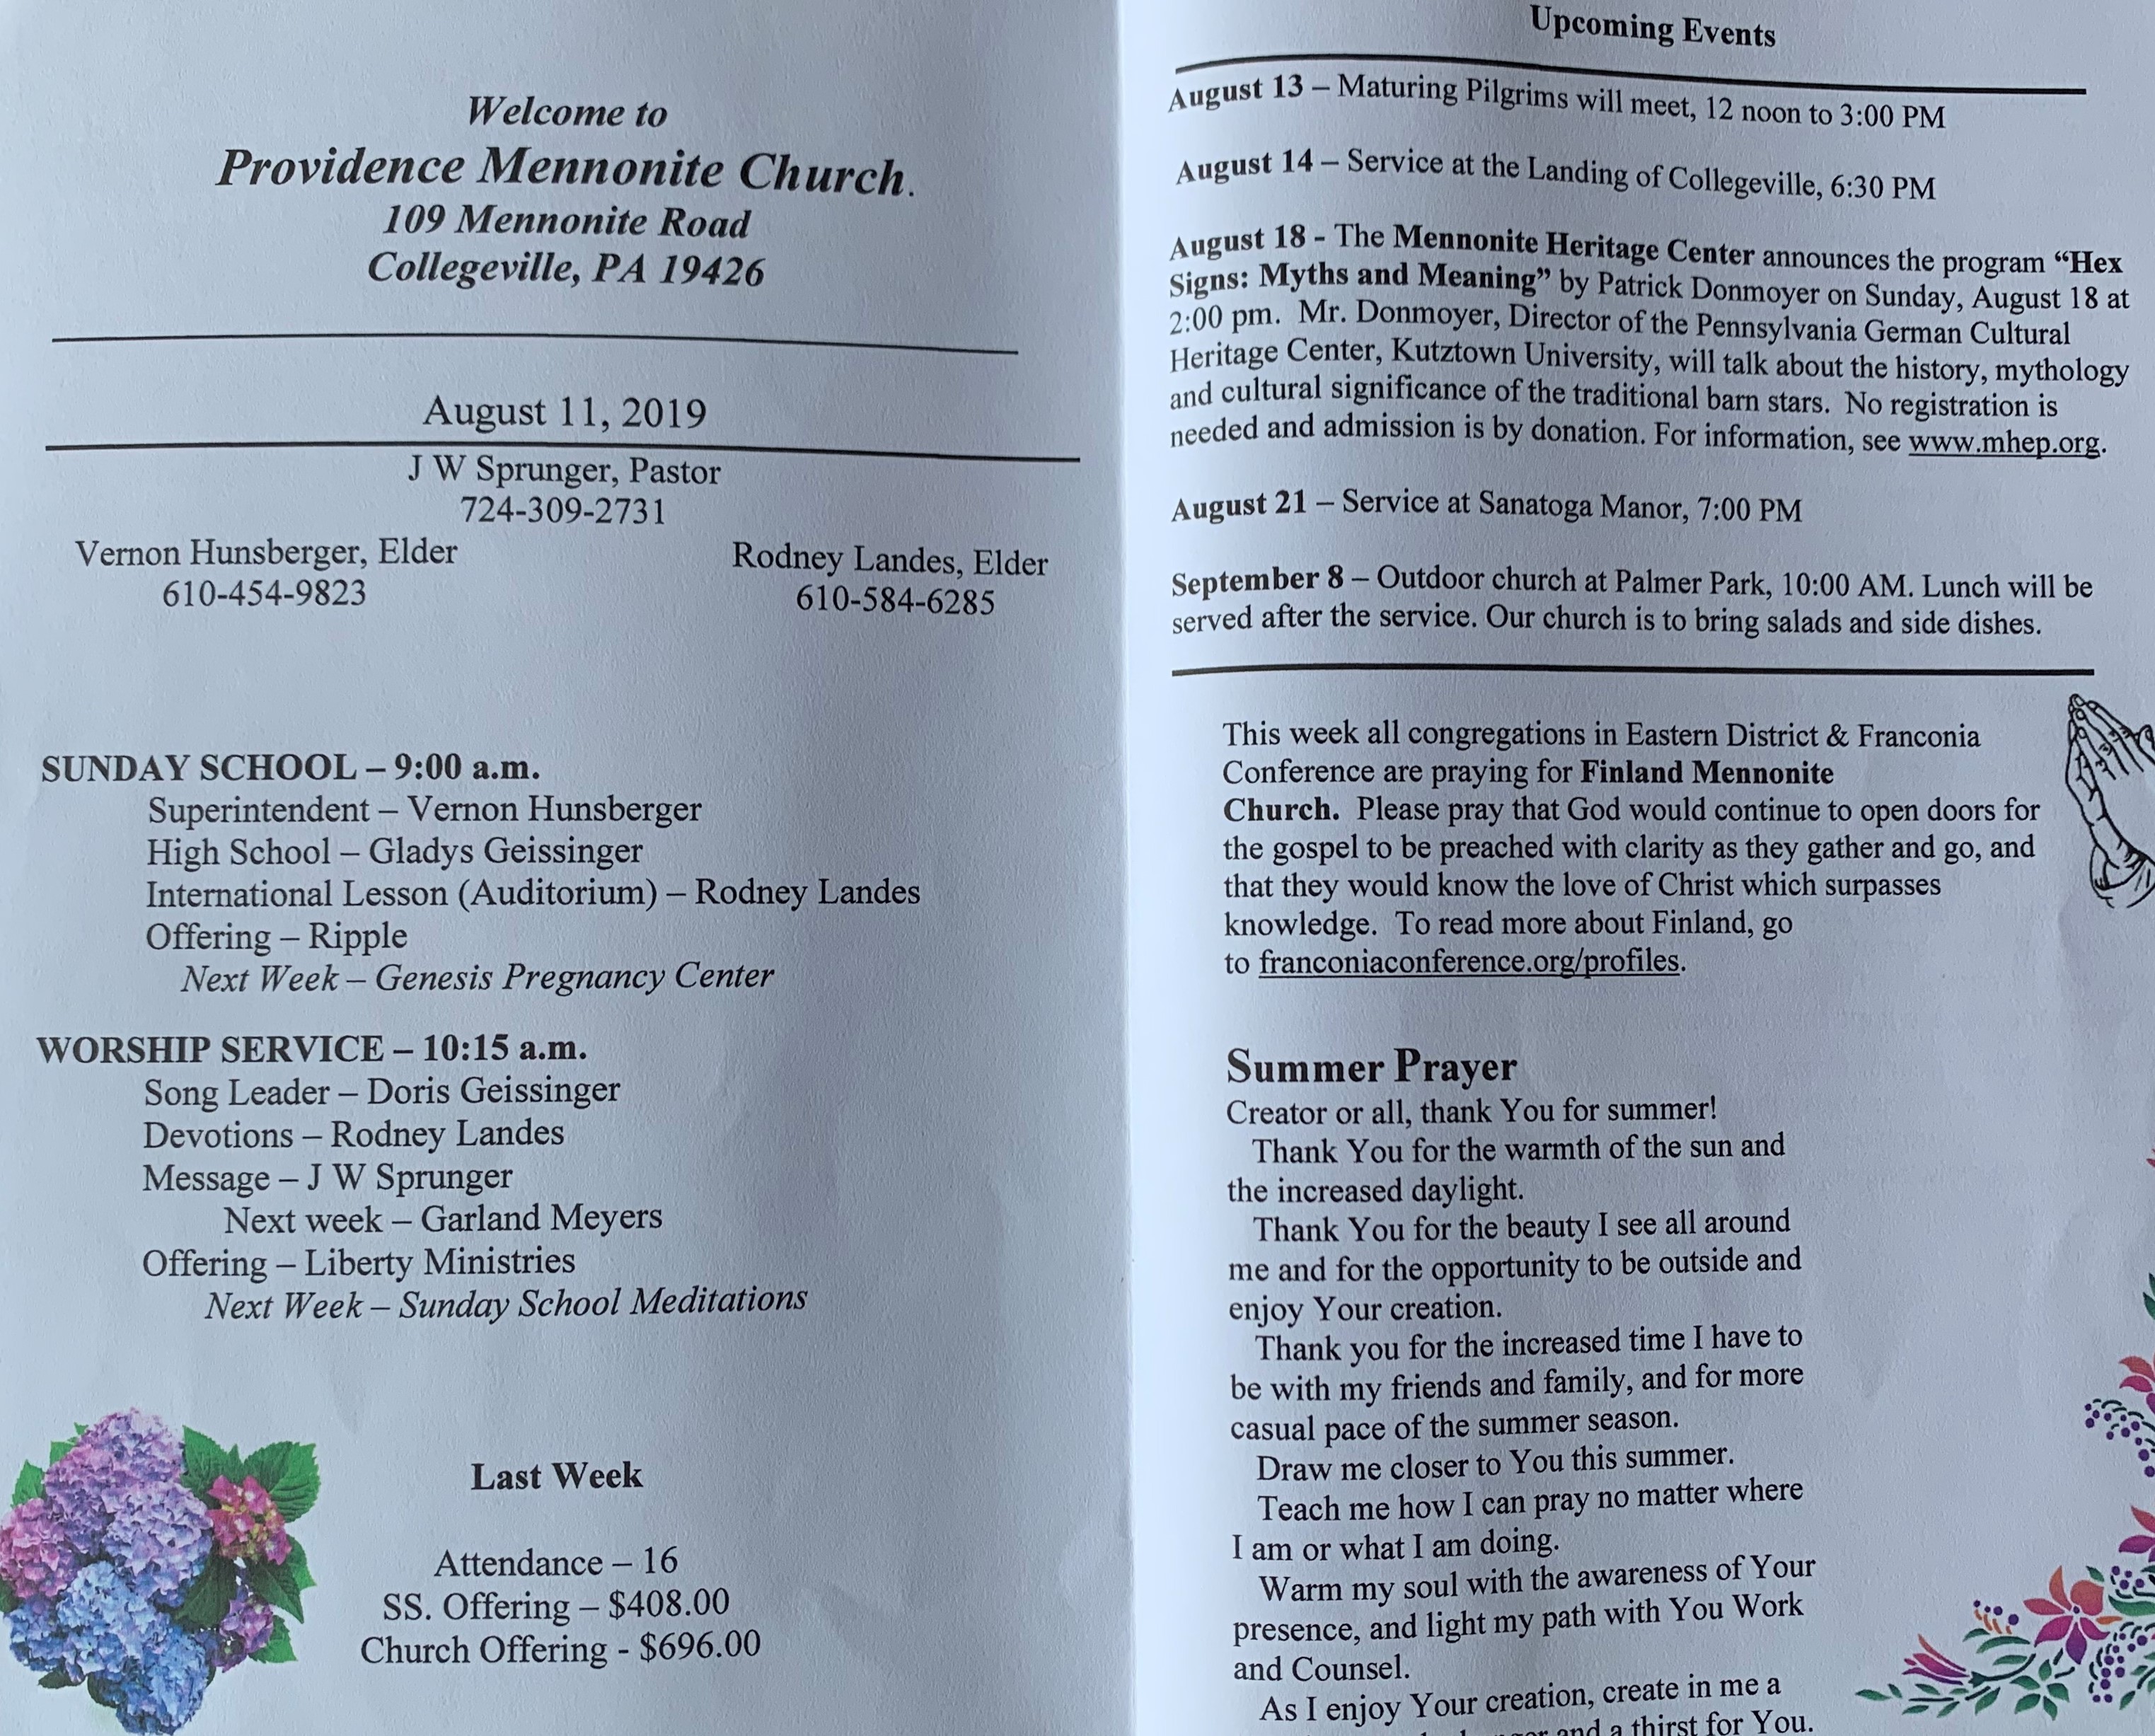 Welcome to
Providence Mennonite Church.
109 Mennonite Road
Collegeville, PA 19426
August 11, 2019
J W Sprunger, Pastor
724-309-2731
Vernon Hunsberger, Elder
610-454-9823
Rodney Landes, Elder
610-584-6285
SUNDAY SCHOOL – 9:00 a.m.
Superintendent – Vernon Hunsberger
High School – Gladys Geissinger
International Lesson (Auditorium) – Rodney Landes
Offering – Ripple
Next Week – Genesis Pregnancy Center
WORSHIP SERVICE – 10:15 a.m.
Song Leader – Doris Geissinger
Devotions – Rodney Landes
Message – J W Sprunger
Next week – Garland Meyers
Offering – Liberty Ministries
Next Week – Sunday School Meditations
Last Week
Attendance – 16
SS. Offering – $408.00
Church Offering - $696.00
Upcoming Events
August 13 – Maturing Pilgrims will meet, 12 noon to 3:00 PM
August 14 – Service at the Landing of Collegeville, 6:30 PM
August 18 - The Mennonite Heritage Center announces the program “Hex
Signs: Myths and Meaning” by Patrick Donmoyer on Sunday, August 18 at
2:00 pm. Mr. Donmoyer, Director of the Pennsylvania German Cultural
Heritage Center, Kutztown University, will talk about the history, mythology
and cultural significance of the traditional barn stars. No registration is
needed and admission is by donation. For information, see www.mhep.org.
August 21 – Service at Sanatoga Manor, 7:00 PM
September 8 – Outdoor church at Palmer Park, 10:00 AM. Lunch will be
served after the service. Our church is to bring salads and side dishes.
This week all congregations in Eastern District & Franconia
Conference are praying for Finland Mennonite
Church. Please pray that God would continue to open doors for
the gospel to be preached with clarity as they gather and go, and
that they would know the love of Christ which surpasses
knowledge. To read more about Finland, go
to franconiaconference.org/profiles.
Summer Prayer
Creator or all, thank You for summer!
Thank You for the warmth of the sun and
the increased daylight.
Thank You for the beauty I see all around
me and for the opportunity to be outside and
enjoy Your creation.
Thank you for the increased time I have to
be with my friends and family, and for more
casual pace of the summer season.
Draw me closer to You this summer.
Teach me how I can pray no matter where
I am or what I am doing.
Warm my soul with the awareness of Your
presence, and light my path with You Work
and Counsel.
As I enjoy Your creation, create in me a
and a thirst for You.